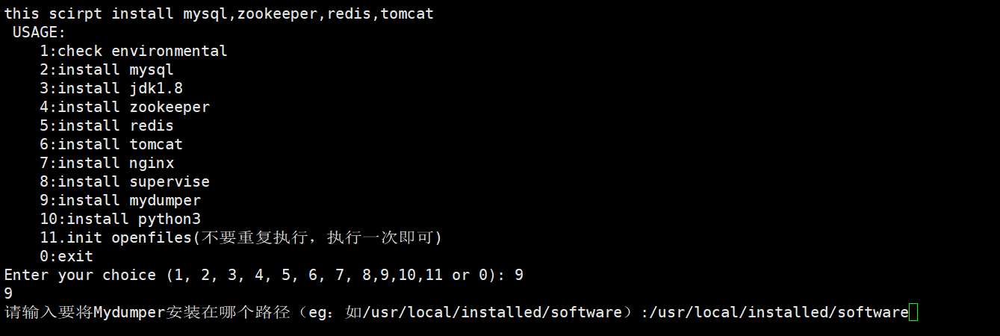 this scirpt install mysql,zookeeper,redis,tomcat
USAGE:
1:check environmental
2:install mysql
3:install jdk1.8
4:install zookeeper
5:install redis
6:install tomcat
7:install nginx
8:install supervise
9:install mydumper
10:install python3
11.init openfiles(不要重复执行，执行一次即可)
0:exit
Enter your choice (1, 2, 3, 4, 5, 6, 7, 8,9,10,11 or 0): 9
9
请输入要将Mydumper安装在哪个路径（eg：如/usr/local/installed/software）:/usr/local/installed/software